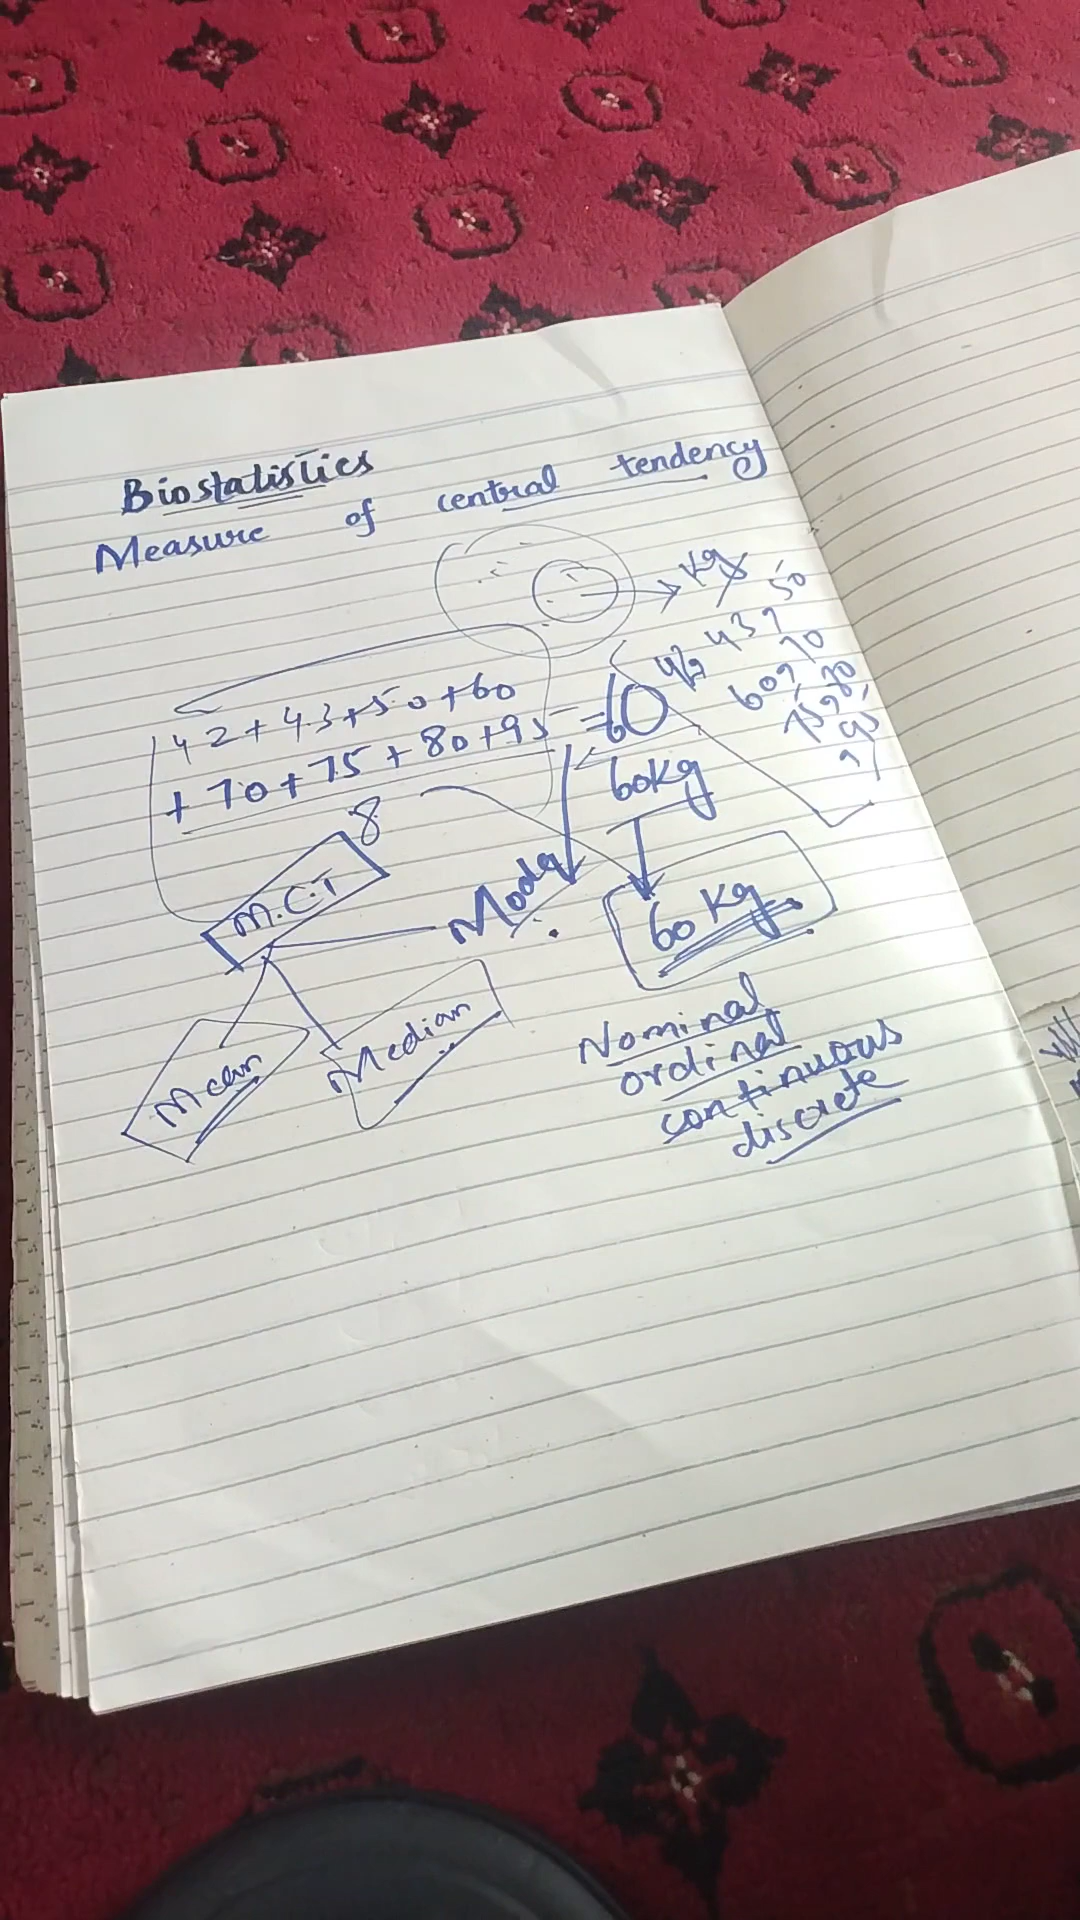 Biostatistics
Measure of central tendency
Kg
50
42 43,
70
60,
75, 80,
95,
42 + 43 + 50 + 60
+ 70 + 75 + 80 + 95 = 60
8
60kg
M.C.T
Mode
60 kg
Mean
Median
Nominal
ordinal
continuous
discrete